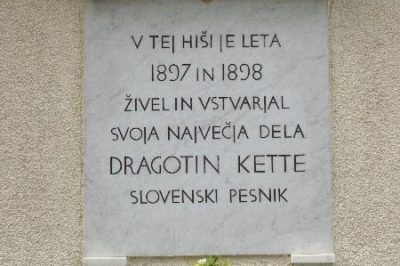 V TEJ HIŠI JE LETA
1897 IN 1898
ŽIVEL IN VSTVARJAL
SVOJA NAJVEČJA DELA
DRAGOTIN KETTE
SLOVENSKI PESNIK